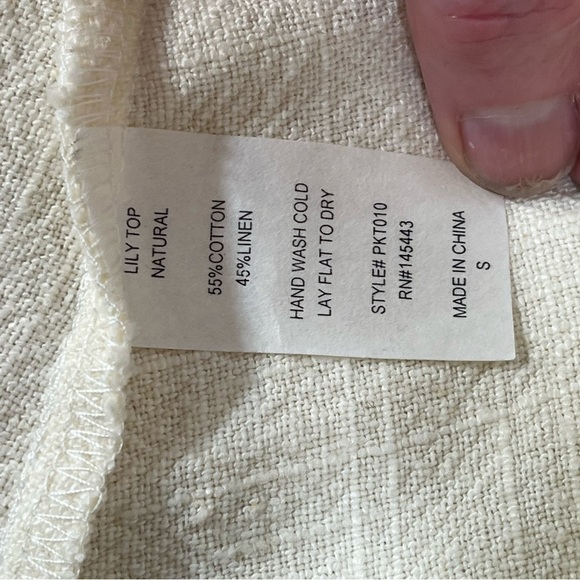 LILY TOP
NATURAL
55%COTTON
45%LINEN
HAND WASH COLD
LAY FLAT TO DRY
STYLE# PKT010
RN#145443
MADE IN CHINA
S